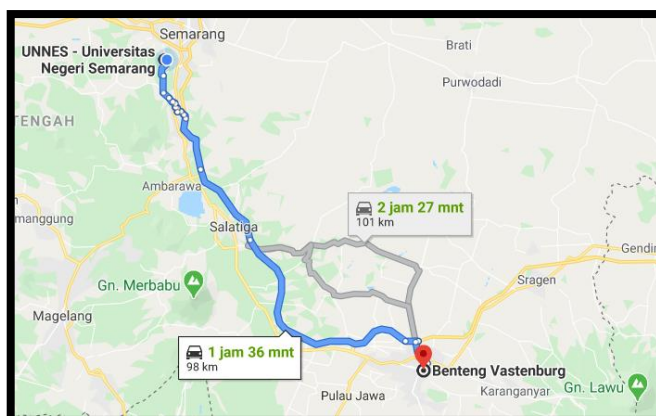 Semarang
UNNES - Universitas
Negeri Semarang
Brati
Purwodadi
TENGAH
Ambarawa
2 jam 27 mnt
101 km
manggung
Salatiga
Gendin
Sragen
Gn. Merbabu
Magelang
1 jam 36 mnt
98 km
Benteng Vastenburg
Pulau Jawa
Karanganyar
Gn. Lawu